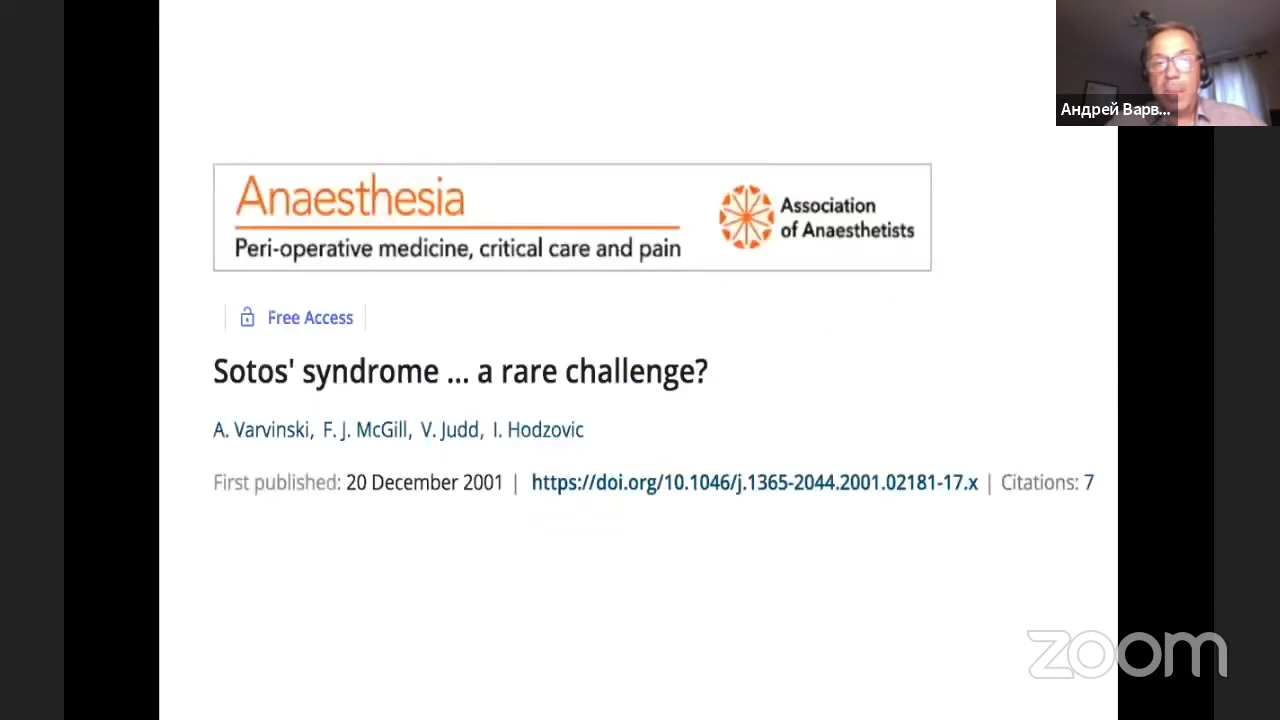 Андрей Варв...
Anaesthesia
Peri-operative medicine, critical care and pain
Association
of Anaesthetists
Free Access
Sotos' syndrome ... a rare challenge?
A. Varvinski, F. J. McGill, V. Judd, I. Hodzovic
First published: 20 December 2001 | https://doi.org/10.1046/j.1365-2044.2001.02181-17.x | Citations: 7
zoom